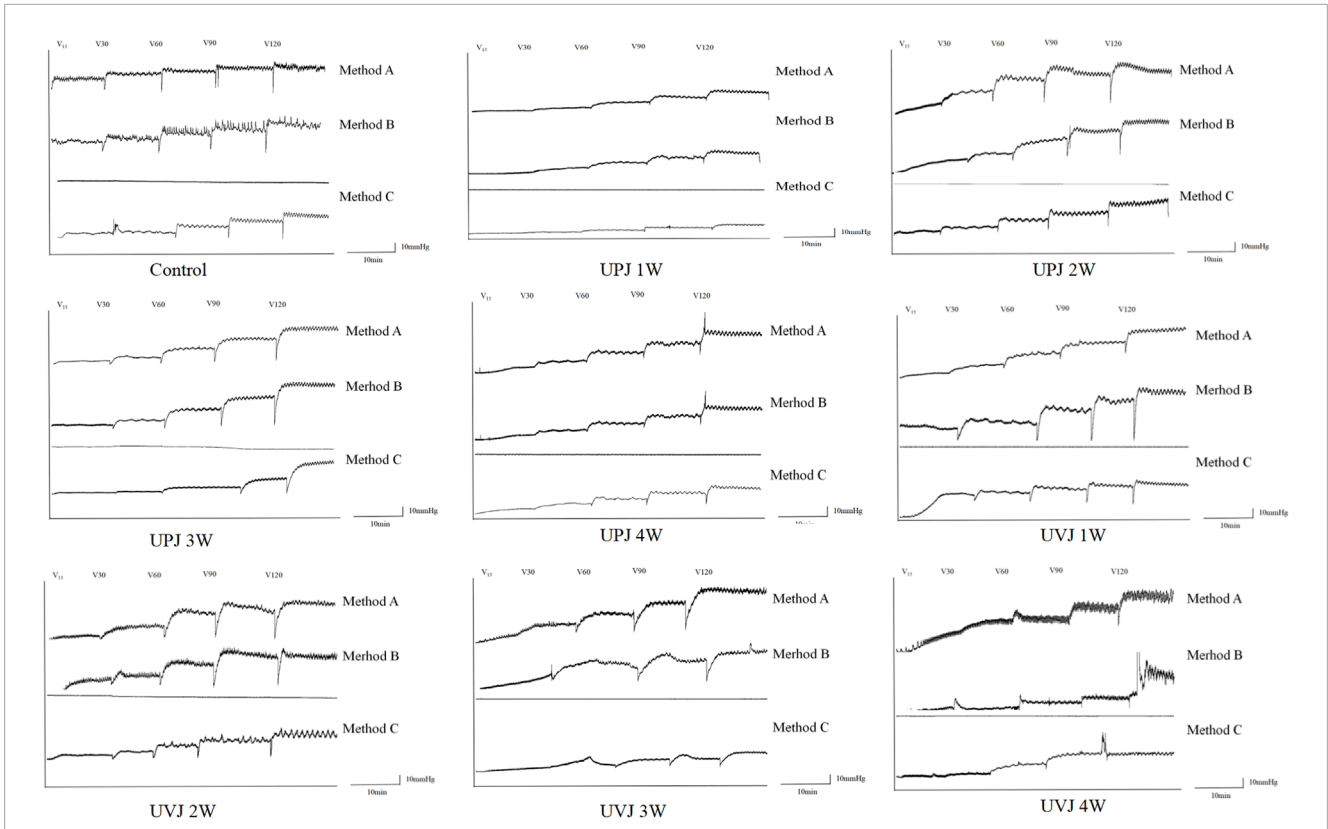 V15 V30 V60 V90 V120
Method A
Merhod B
Method C
10mmHg
10min
Control
V15 V30 V60 V90 V120
Method A
Merhod B
Method C
10mmHg
10min
UPJ 1W
V15 V30 V60 V90 V120
Method A
Merhod B
Method C
10mmHg
10min
UPJ 2W
V15 V30 V60 V90 V120
Method A
Merhod B
Method C
10mmHg
10min
UPJ 3W
V15 V30 V60 V90 V120
Method A
Merhod B
Method C
10mmHg
UPJ 4W
V15 V30 V60 V90 V120
Method A
Merhod B
Method C
10mmHg
10min
UVJ 1W
V15 V30 V60 V90 V120
Method A
Merhod B
Method C
10mmHg
10min
UVJ 2W
V15 V30 V60 V90 V120
Method A
Merhod B
Method C
10mmHg
10min
UVJ 3W
V15 V30 V60 V90 V120
Method A
Merhod B
Method C
10mmHg
10min
UVJ 4W